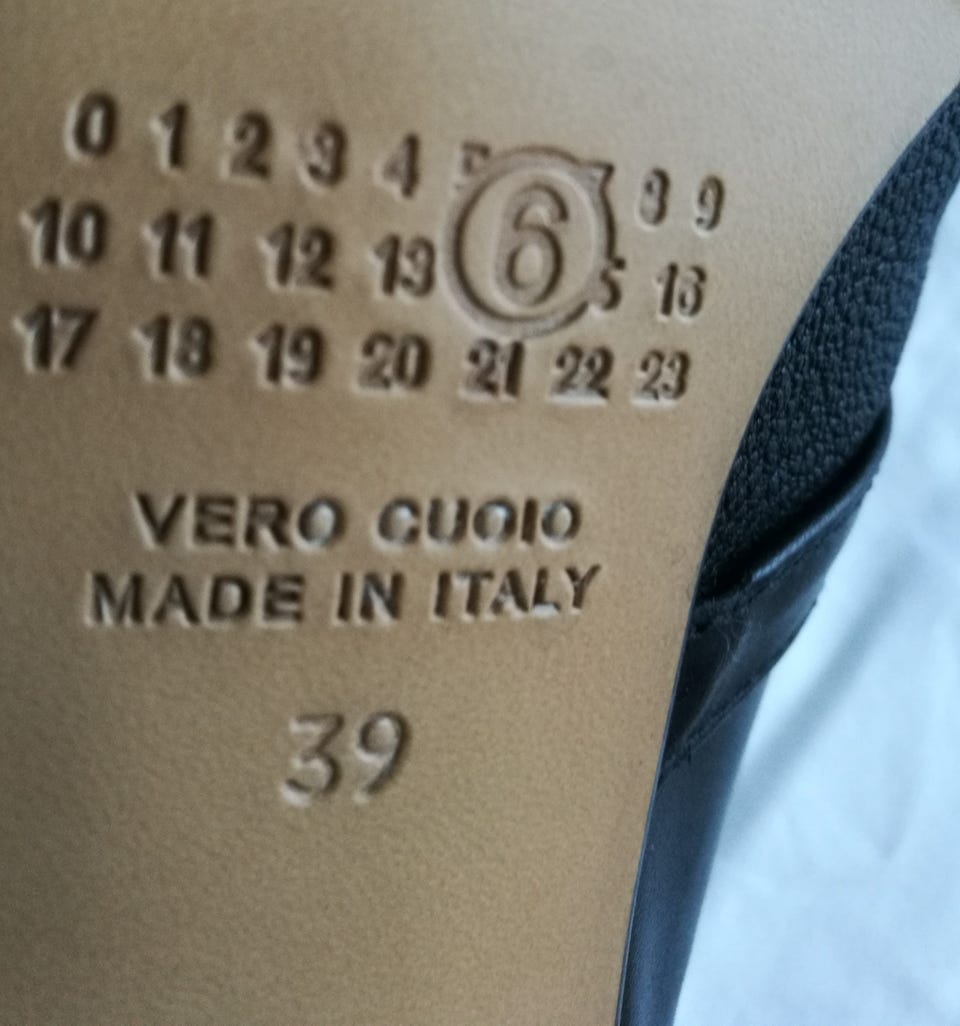 0 1 2 3 4 6 8 9
10 11 12 13 16
17 18 19 20 21 22 23
VERO CUOIO
MADE IN ITALY
39